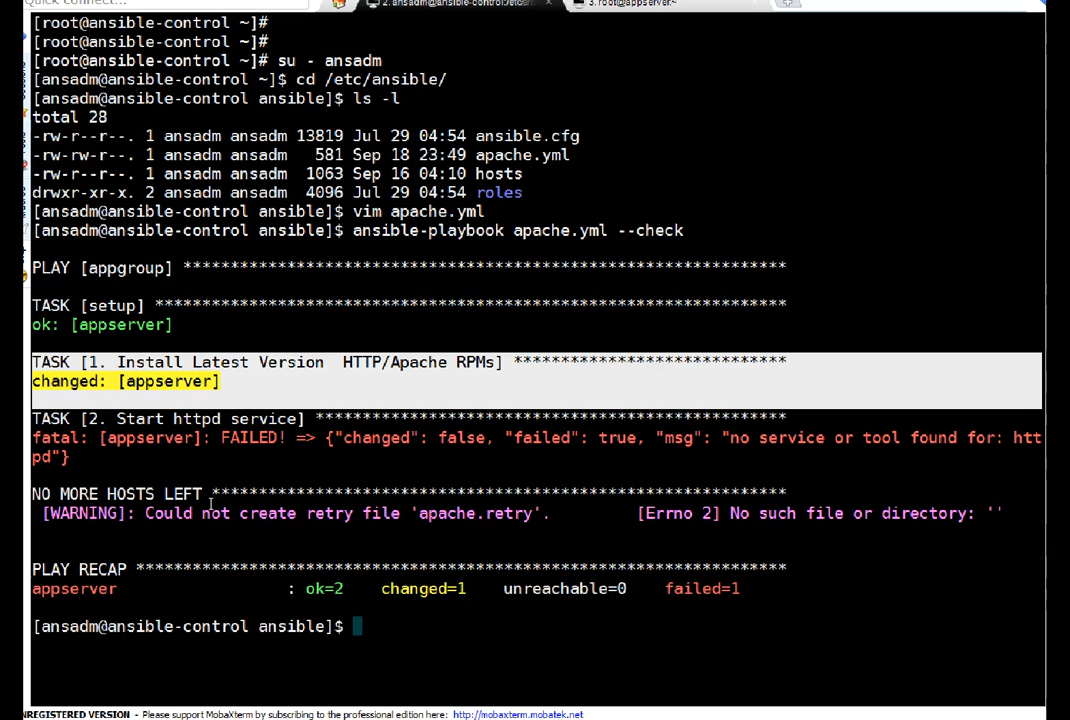 2.ansadm@ansible-control:/etc/an
3.root@appserver:~
[root@ansible-control ~]#
[root@ansible-control ~]#
[root@ansible-control ~]# su - ansadm
[ansadm@ansible-control ~]$ cd /etc/ansible/
[ansadm@ansible-control ansible]$ ls -l
total 28
-rw-r--r--. 1 ansadm ansadm 13819 Jul 29 04:54 ansible.cfg
-rw-r--r--. 1 ansadm ansadm   581 Sep 18 23:49 apache.yml
-rw-r--r--. 1 ansadm ansadm  1063 Sep 16 04:10 hosts
drwxr-xr-x. 2 ansadm ansadm  4096 Jul 29 04:54 roles
[ansadm@ansible-control ansible]$ vim apache.yml
[ansadm@ansible-control ansible]$ ansible-playbook apache.yml --check
PLAY [appgroup] ****************************************************************
TASK [setup] *******************************************************************
ok: [appserver]
TASK [1. Install Latest Version  HTTP/Apache RPMs] *****************************
changed: [appserver]
TASK [2. Start httpd service] **************************************************
fatal: [appserver]: FAILED! => {"changed": false, "failed": true, "msg": "no service or tool found for: htt
pd"}
NO MORE HOSTS LEFT *************************************************************
[WARNING]: Could not create retry file 'apache.retry'.         [Errno 2] No such file or directory: ''
PLAY RECAP *********************************************************************
appserver                  : ok=2    changed=1    unreachable=0    failed=1
[ansadm@ansible-control ansible]$
NREGISTERED VERSION - Please support MobaXterm by subscribing to the professional edition here: http://mobaxterm.mobatek.net